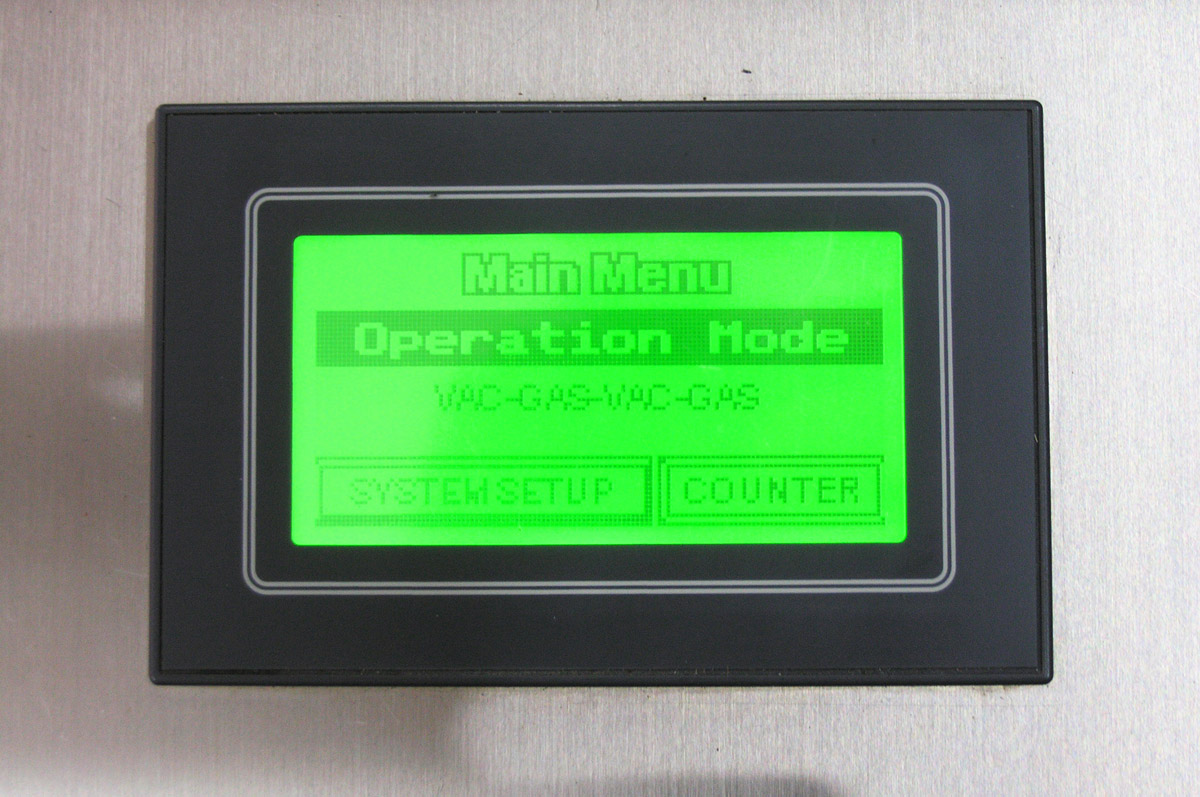 Main Menu
Operation Mode
VAC-GAS-VAC-GAS
SYSTEM SETUP
COUNTER